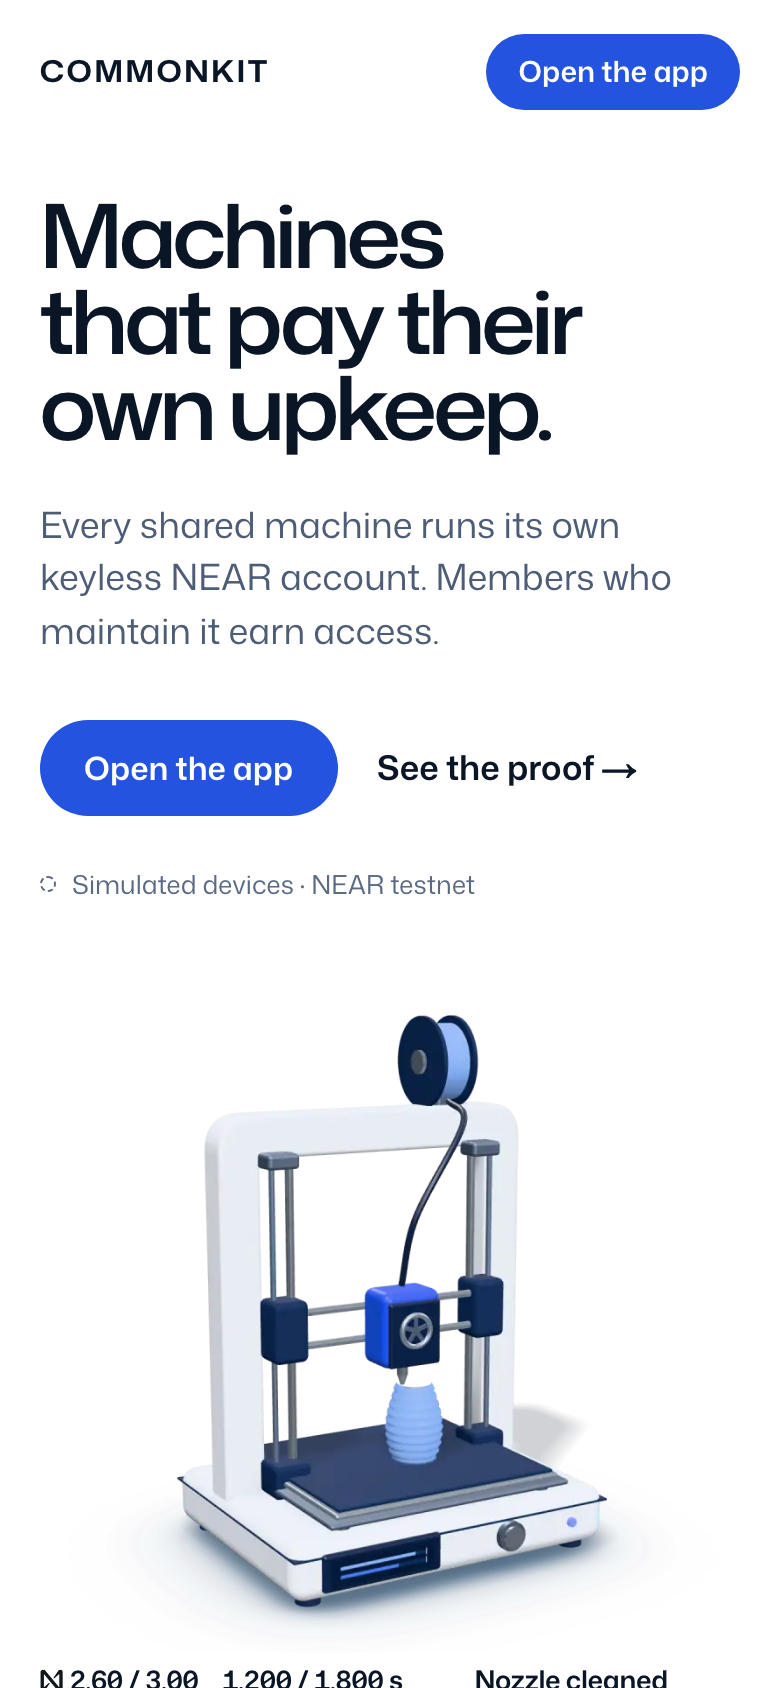 COMMONKIT
Open the app
Machines
that pay their
own upkeep.
Every shared machine runs its own
keyless NEAR account. Members who
maintain it earn access.
Open the app
See the proof →
Simulated devices · NEAR testnet
2.60 / 3.00
1,200 / 1,800 s
Nozzle cleaned